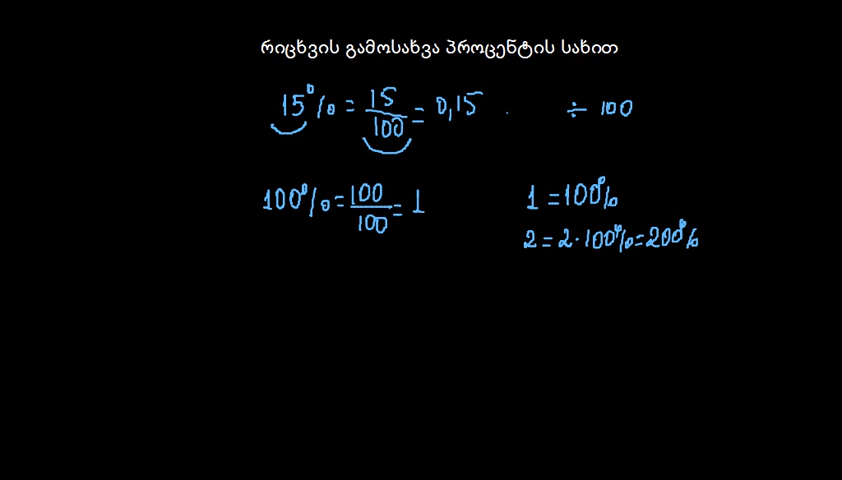 რიცხვის გამოსახვა პროცენტის სახით
15% = 15/100 = 0,15 ÷ 100
100% = 100/100 = 1 1 = 100%
2 = 2 · 100% = 200%